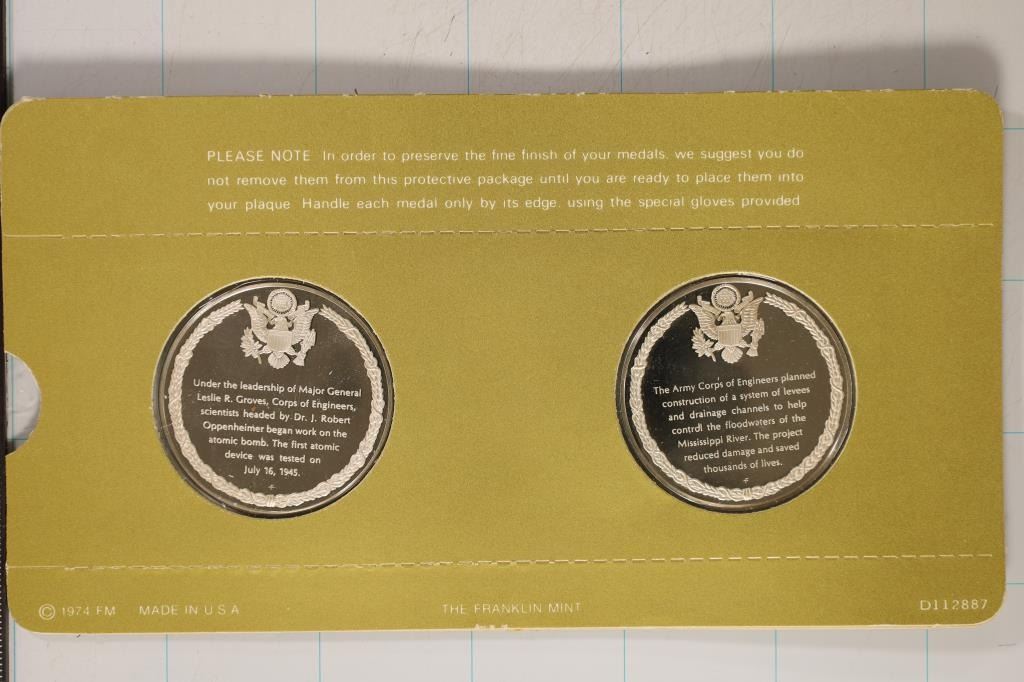 PLEASE NOTE In order to preserve the fine finish of your medals, we suggest you do
not remove them from this protective package until you are ready to place them into
your plaque Handle each medal only by its edge, using the special gloves provided
Under the leadership of Major General
Leslie R. Groves, Corps of Engineers,
scientists headed by Dr. J. Robert
Oppenheimer began work on the
atomic bomb. The first atomic
device was tested on
July 16, 1945.
The Army Corps of Engineers planned
construction of a system of levees
and drainage channels to help
control the floodwaters of the
Mississippi River. The project
reduced damage and saved
thousands of lives.
© 1974 FM MADE IN U S A
THE FRANKLIN MINT
D112887